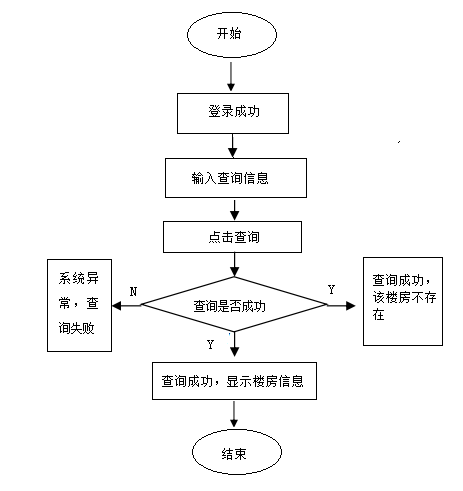 开始
登录成功
输入查询信息
点击查询
系统异
常，查
询失败
N
查询是否成功
Y
查询成功，
该楼房不存
在
Y
查询成功，显示楼房信息
结束